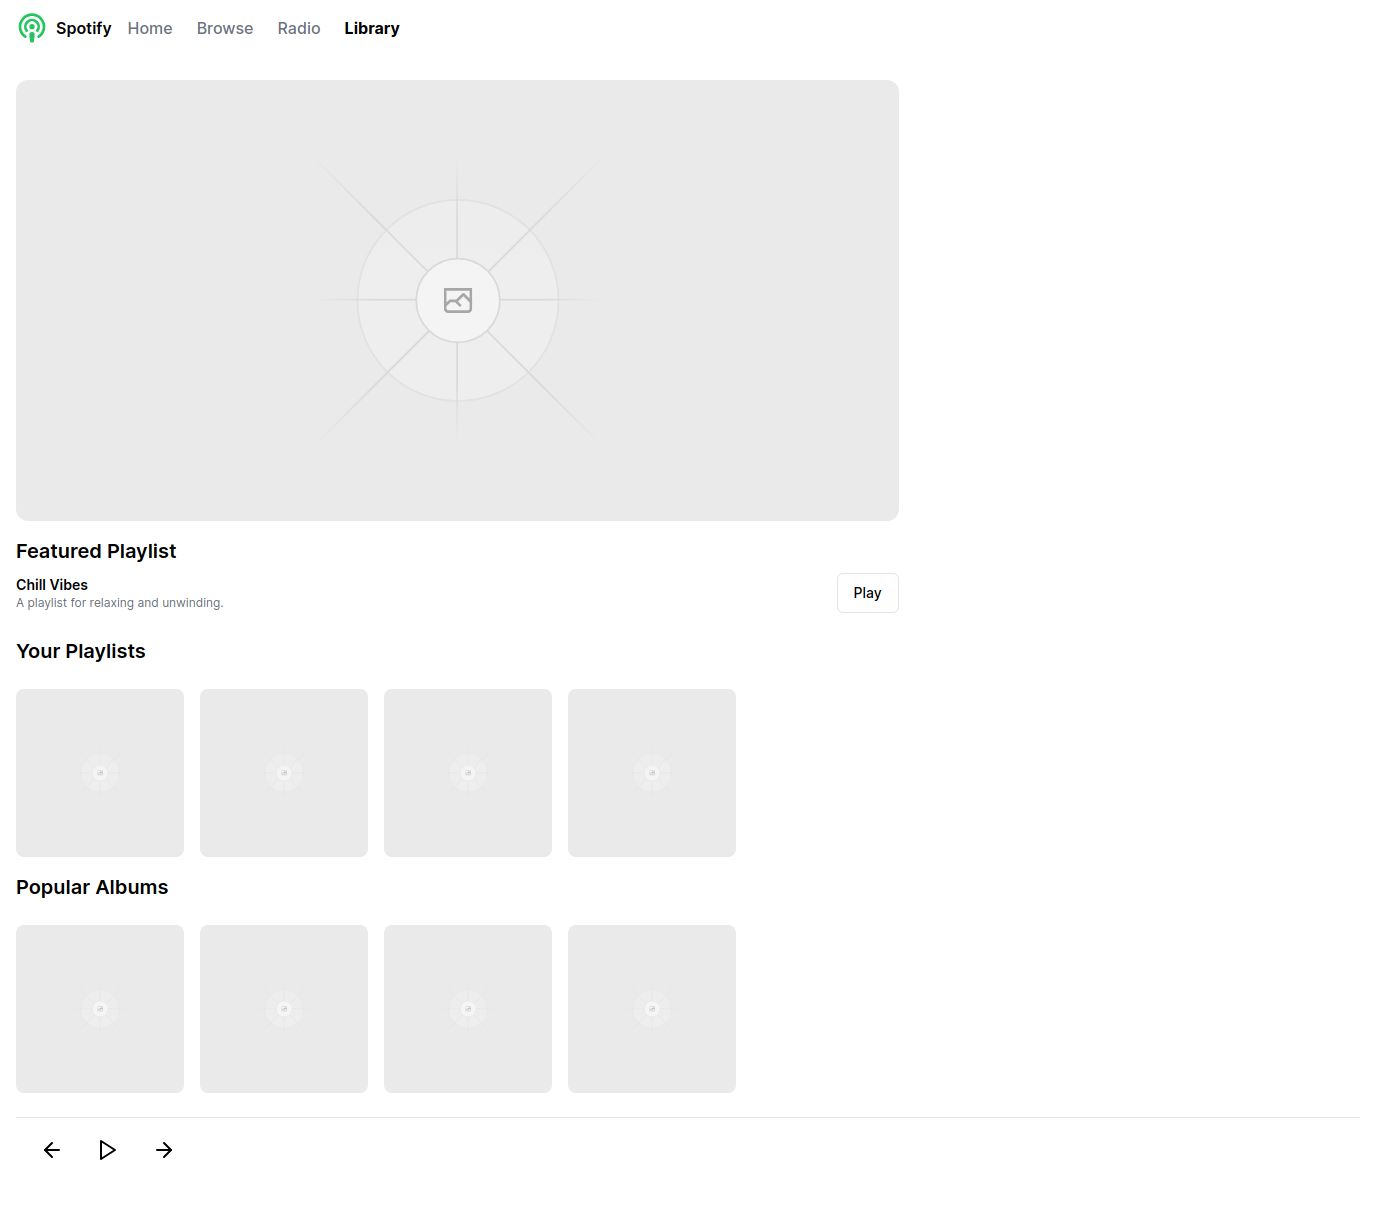 Spotify Home Browse Radio Library
Featured Playlist
Chill Vibes
A playlist for relaxing and unwinding.
Play
Your Playlists
Popular Albums